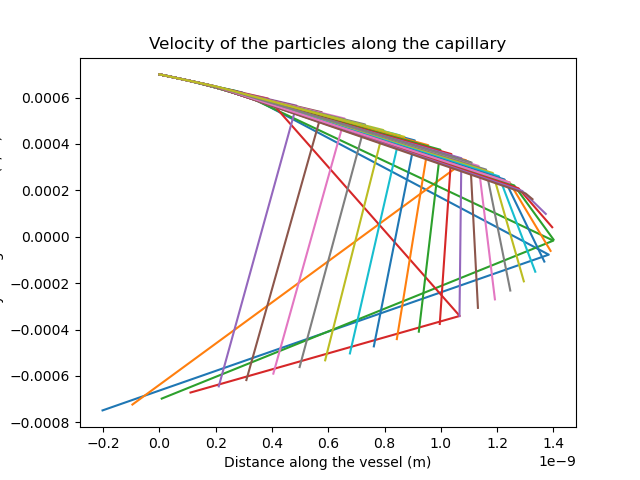 Velocity of the particles along the capillary
0.0006
0.0004
0.0002
0.0000
−0.0002
−0.0004
−0.0006
−0.0008
−0.2 0.0 0.2 0.4 0.6 0.8 1.0 1.2 1.4
1e−9
Distance along the vessel (m)